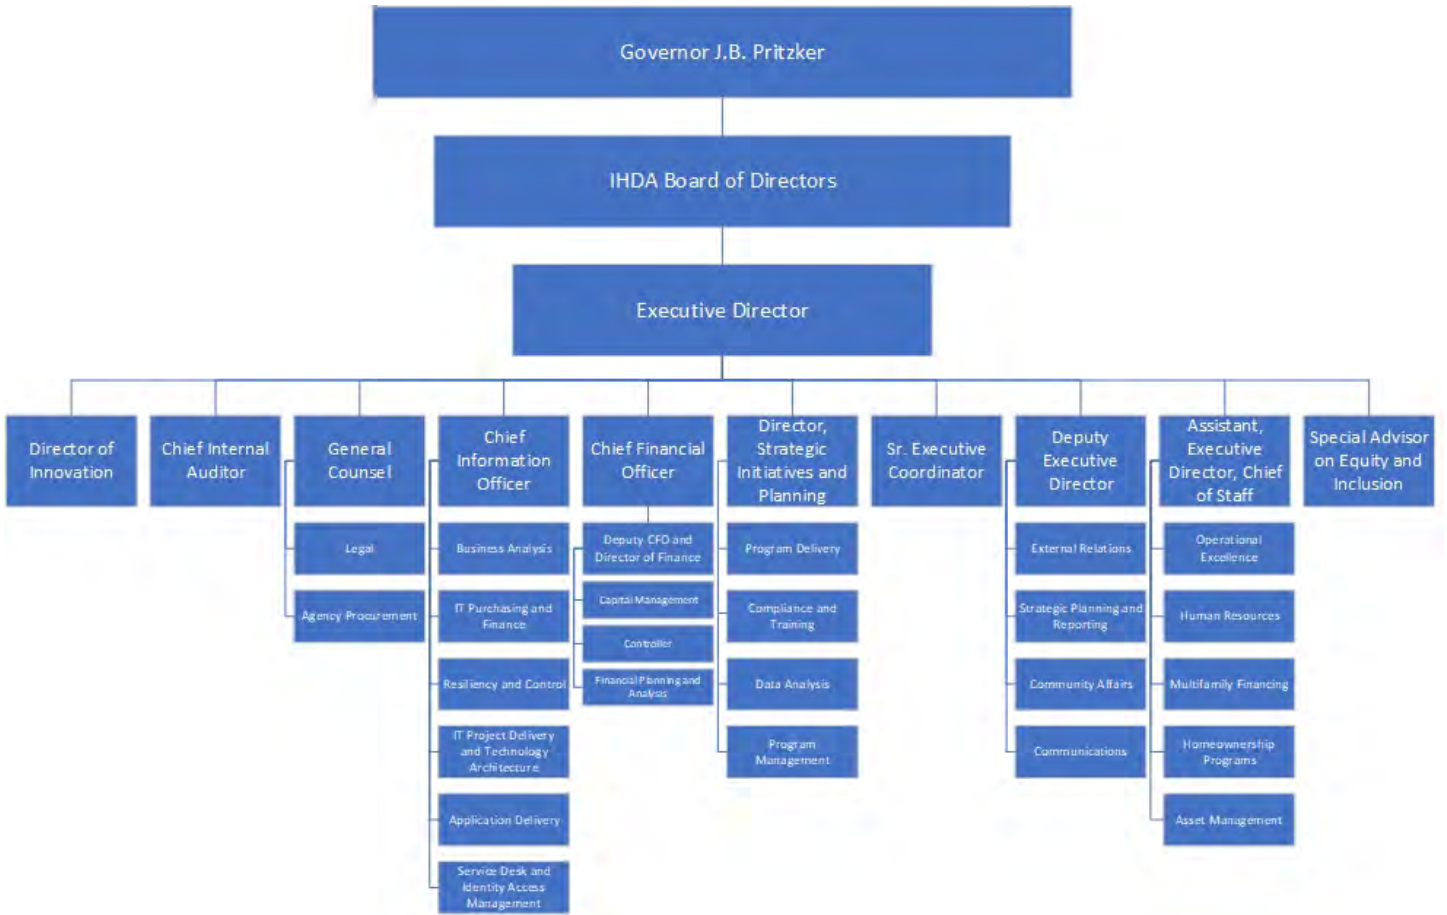 Governor J.B. Pritzker
IHDA Board of Directors
Executive Director
Director of
Innovation
Chief Internal
Auditor
General
Counsel
Legal
Agency Procurement
Chief
Information
Officer
Business Analysis
IT Purchasing and
Finance
Resiliency and Control
IT Project Delivery
and Technology
Architecture
Application Delivery
Service Desk and
Identity Access
Management
Chief Financial
Officer
Deputy CFO and
Director of Finance
Capital Management
Controller
Financial Planning and
Analysis
Director,
Strategic
Initiatives and
Planning
Program Delivery
Compliance and
Training
Data Analysis
Program
Management
Sr. Executive
Coordinator
Deputy
Executive
Director
External Relations
Strategic Planning and
Reporting
Community Affairs
Communications
Assistant,
Executive
Director, Chief
of Staff
Operational
Excellence
Human Resources
Multifamily Financing
Homeownership
Programs
Asset Management
Special Advisor
on Equity and
Inclusion